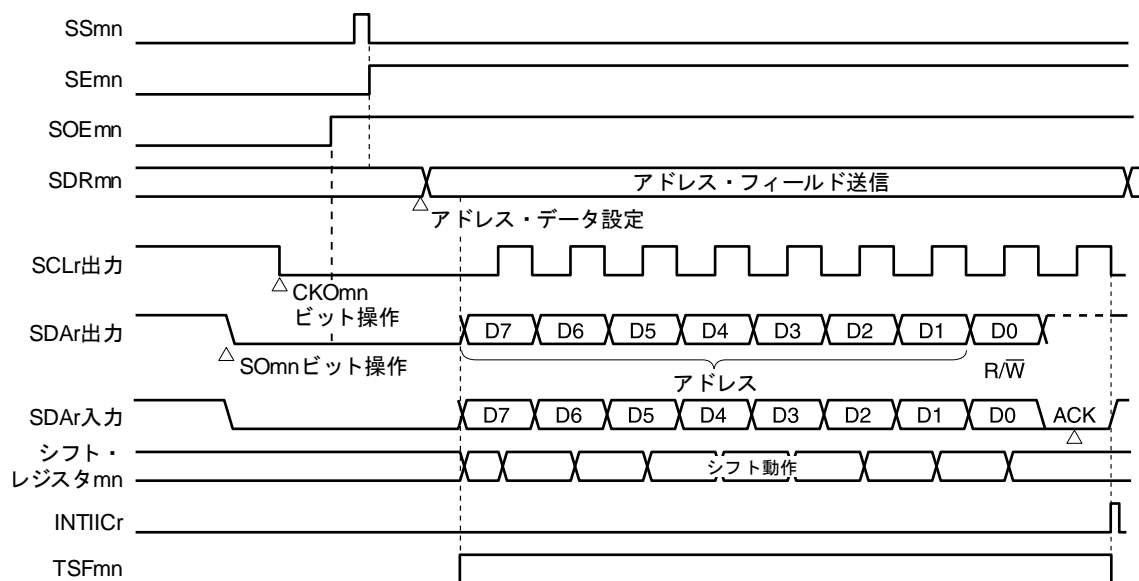 SSmn
SEmn
SOEmn
SDRmn
アドレス・フィールド送信
アドレス・データ設定
SCLr出力
CKOmn
ビット操作
SDAr出力
D7 D6 D5 D4 D3 D2 D1 D0
SOmnビット操作
アドレス
R/W̅
SDAr入力
D7 D6 D5 D4 D3 D2 D1 D0 ACK
シフト・
レジスタmn
シフト動作
INTIICr
TSFmn